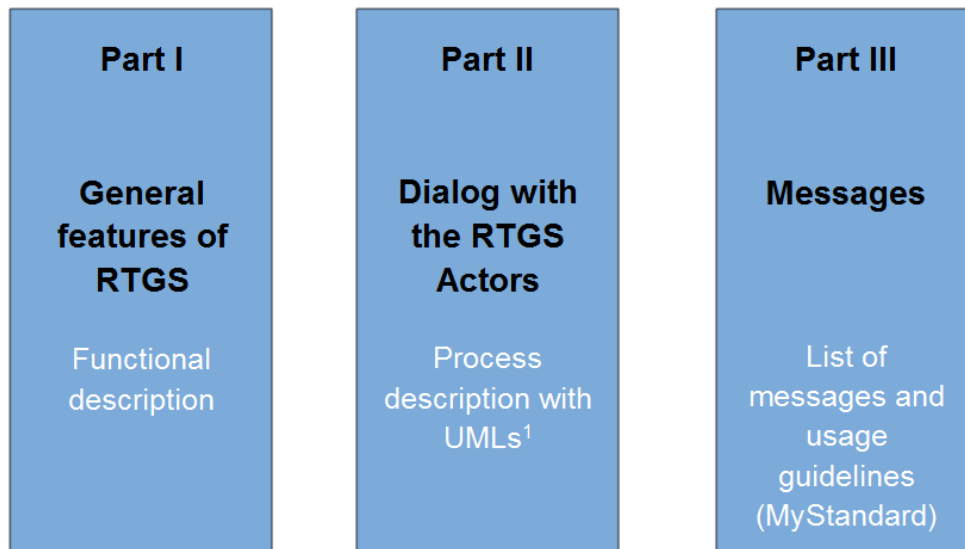 Part I
General
features of
RTGS
Functional
description
Part II
Dialog with
the RTGS
Actors
Process
description with
UMLs¹
Part III
Messages
List of
messages and
usage
guidelines
(MyStandard)